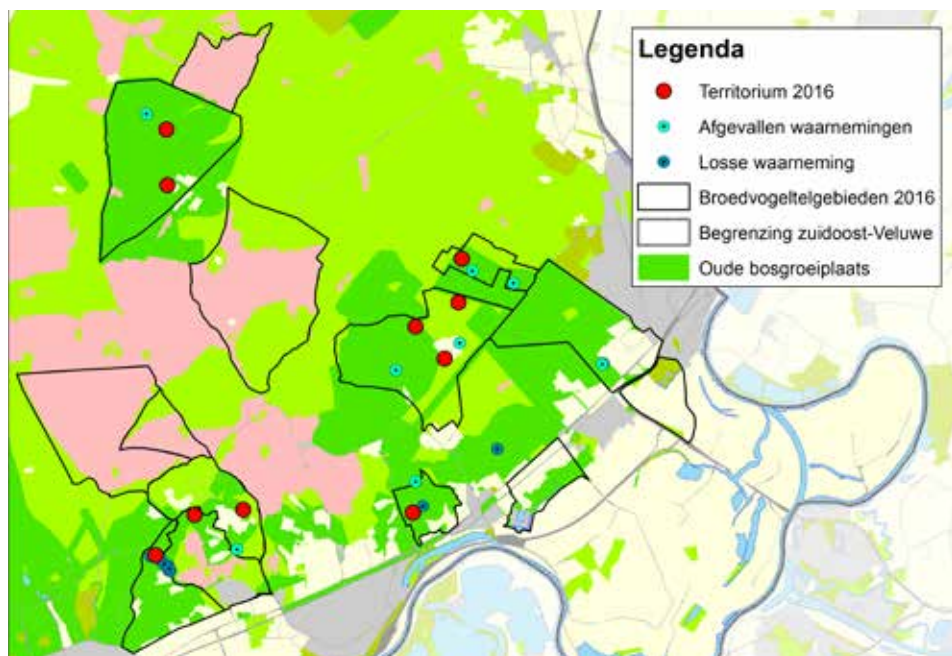 Legenda
Territorium 2016
Afgevallen waarnemingen
Losse waarneming
Broedvogeltelgebieden 2016
Begrenzing zuidoost-Veluwe
Oude bosgroeiplaats